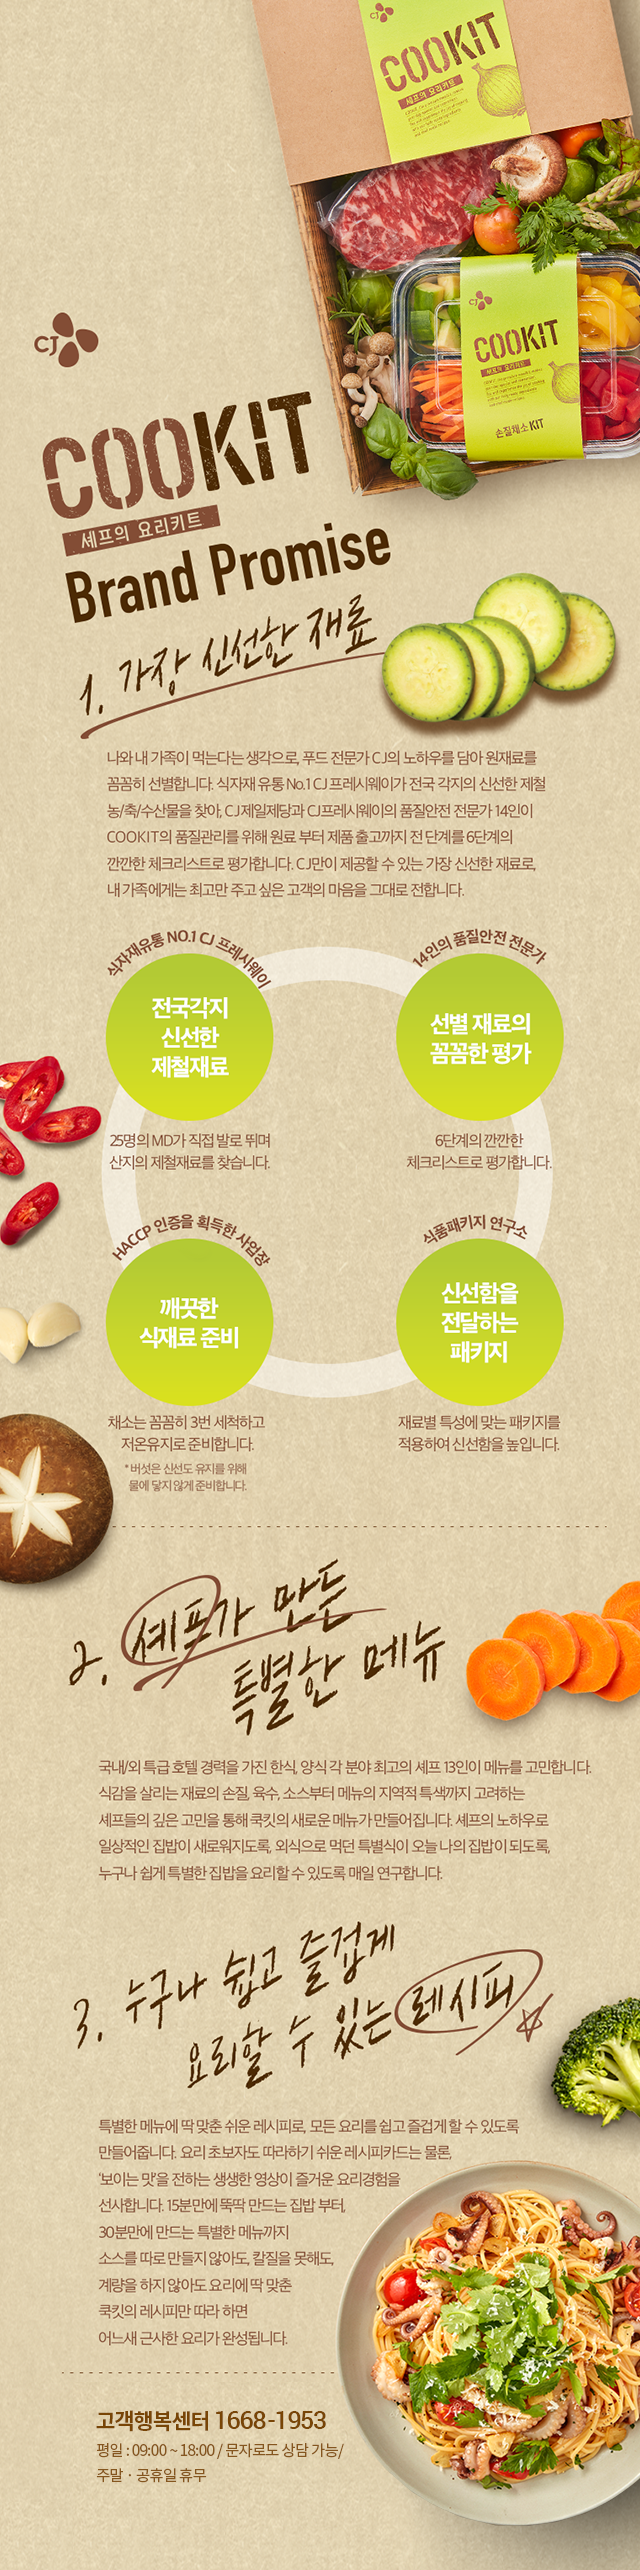 CJ
COOKIT
셰프의 요리키트
CJ
COOKIT
셰프의 요리키트
손질채소 KIT
CJ
COOKIT
셰프의 요리키트
Brand Promise
1. 가장 신선한 재료
나와 내 가족이 먹는다는 생각으로, 푸드 전문가 CJ의 노하우를 담아 원재료를
꼼꼼히 선별합니다. 식자재 유통 No.1 CJ 프레시웨이가 전국 각지의 신선한 제철
농/축/수산물을 찾아, CJ제일제당과 CJ프레시웨이의 품질안전 전문가 14인이
COOKIT의 품질관리를 위해 원료 부터 제품 출고까지 전 단계를 6단계의
깐깐한 체크리스트로 평가합니다. CJ만이 제공할 수 있는 가장 신선한 재료로,
내 가족에게는 최고만 주고 싶은 고객의 마음을 그대로 전합니다.
식자재유통 NO.1 CJ 프레시웨이
전국각지
신선한
제철재료
25명의 MD가 직접 발로 뛰며
산지의 제철재료를 찾습니다.
14인의 품질안전 전문가
선별 재료의
꼼꼼한 평가
6단계의 깐깐한
체크리스트로 평가합니다.
HACCP 인증을 획득한 사업장
깨끗한
식재료 준비
채소는 꼼꼼히 3번 세척하고
저온유지로 준비합니다.
* 버섯은 신선도 유지를 위해
물에 닿지 않게 준비합니다.
식품패키지 연구소
신선함을
전달하는
패키지
재료별 특성에 맞는 패키지를
적용하여 신선함을 높입니다.
2. 셰프가 만든
특별한 메뉴
국내/외 특급 호텔 경력을 가진 한식, 양식 각 분야 최고의 셰프 13인이 메뉴를 고민합니다.
식감을 살리는 재료의 손질, 육수, 소스부터 메뉴의 지역적 특색까지 고려하는
셰프들의 깊은 고민을 통해 쿡킷의 새로운 메뉴가 만들어집니다. 셰프의 노하우로
일상적인 집밥이 새로워지도록, 외식으로 먹던 특별식이 오늘 나의 집밥이 되도록,
누구나 쉽게 특별한 집밥을 요리할 수 있도록 매일 연구합니다.
3. 누구나 쉽고 즐겁게
요리할 수 있는 레시피
특별한 메뉴에 딱 맞춘 쉬운 레시피로, 모든 요리를 쉽고 즐겁게 할 수 있도록
만들어줍니다. 요리 초보자도 따라하기 쉬운 레시피카드는 물론,
'보이는 맛'을 전하는 생생한 영상이 즐거운 요리경험을
선사합니다. 15분만에 뚝딱 만드는 집밥 부터,
30분만에 만드는 특별한 메뉴까지
소스를 따로 만들지 않아도, 칼질을 못해도,
계량을 하지 않아도 요리에 딱 맞춘
쿡킷의 레시피만 따라 하면
어느새 근사한 요리가 완성됩니다.
고객행복센터 1668-1953
평일 : 09:00 ~ 18:00 / 문자로도 상담 가능/
주말 · 공휴일 휴무